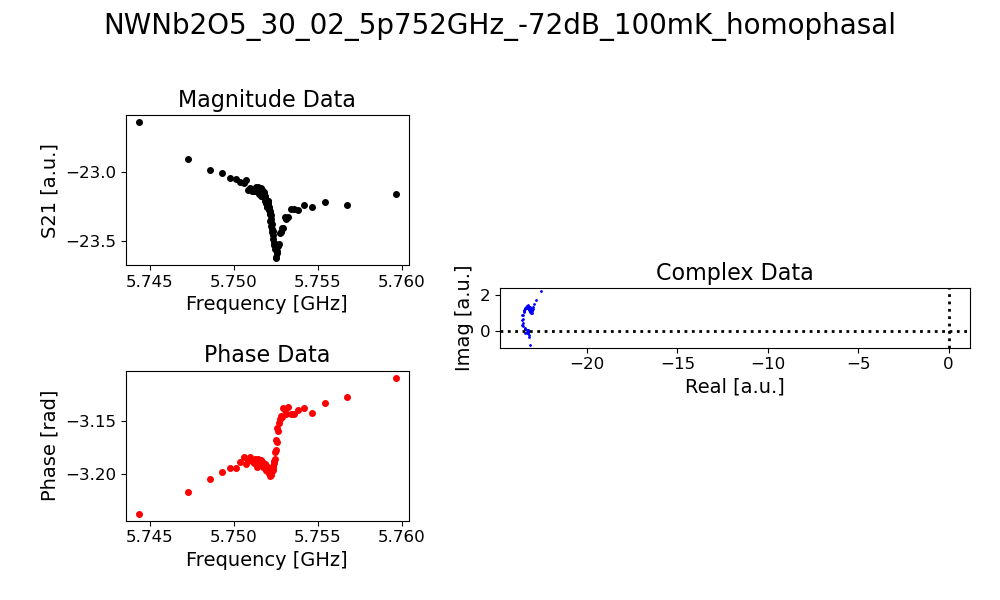 NWNb2O5_30_02_5p752GHz_-72dB_100mK_homophasal
Magnitude Data
S21 [a.u.]
−23.0
−23.5
5.745 5.750 5.755 5.760
Frequency [GHz]
Phase Data
Phase [rad]
−3.15
−3.20
5.745 5.750 5.755 5.760
Frequency [GHz]
Complex Data
Imag [a.u.]
2
0
−20 −15 −10 −5 0
Real [a.u.]